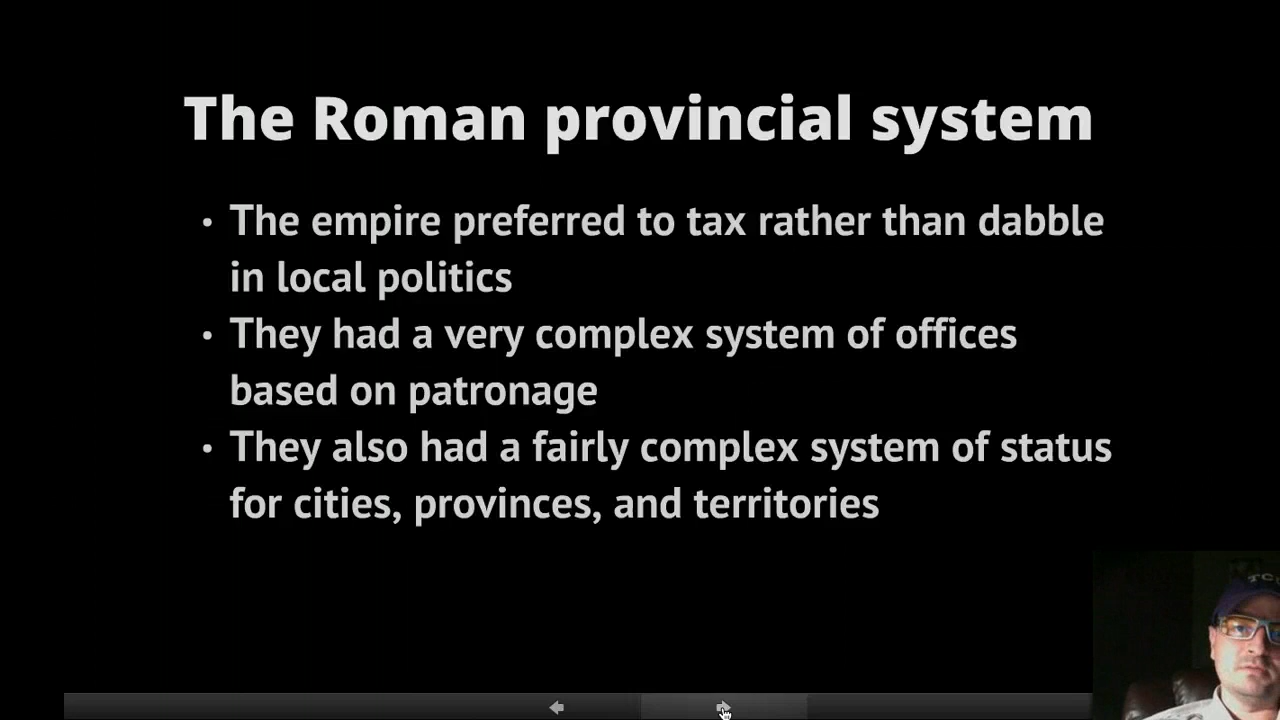 The Roman provincial system
• The empire preferred to tax rather than dabble
in local politics
• They had a very complex system of offices
based on patronage
• They also had a fairly complex system of status
for cities, provinces, and territories